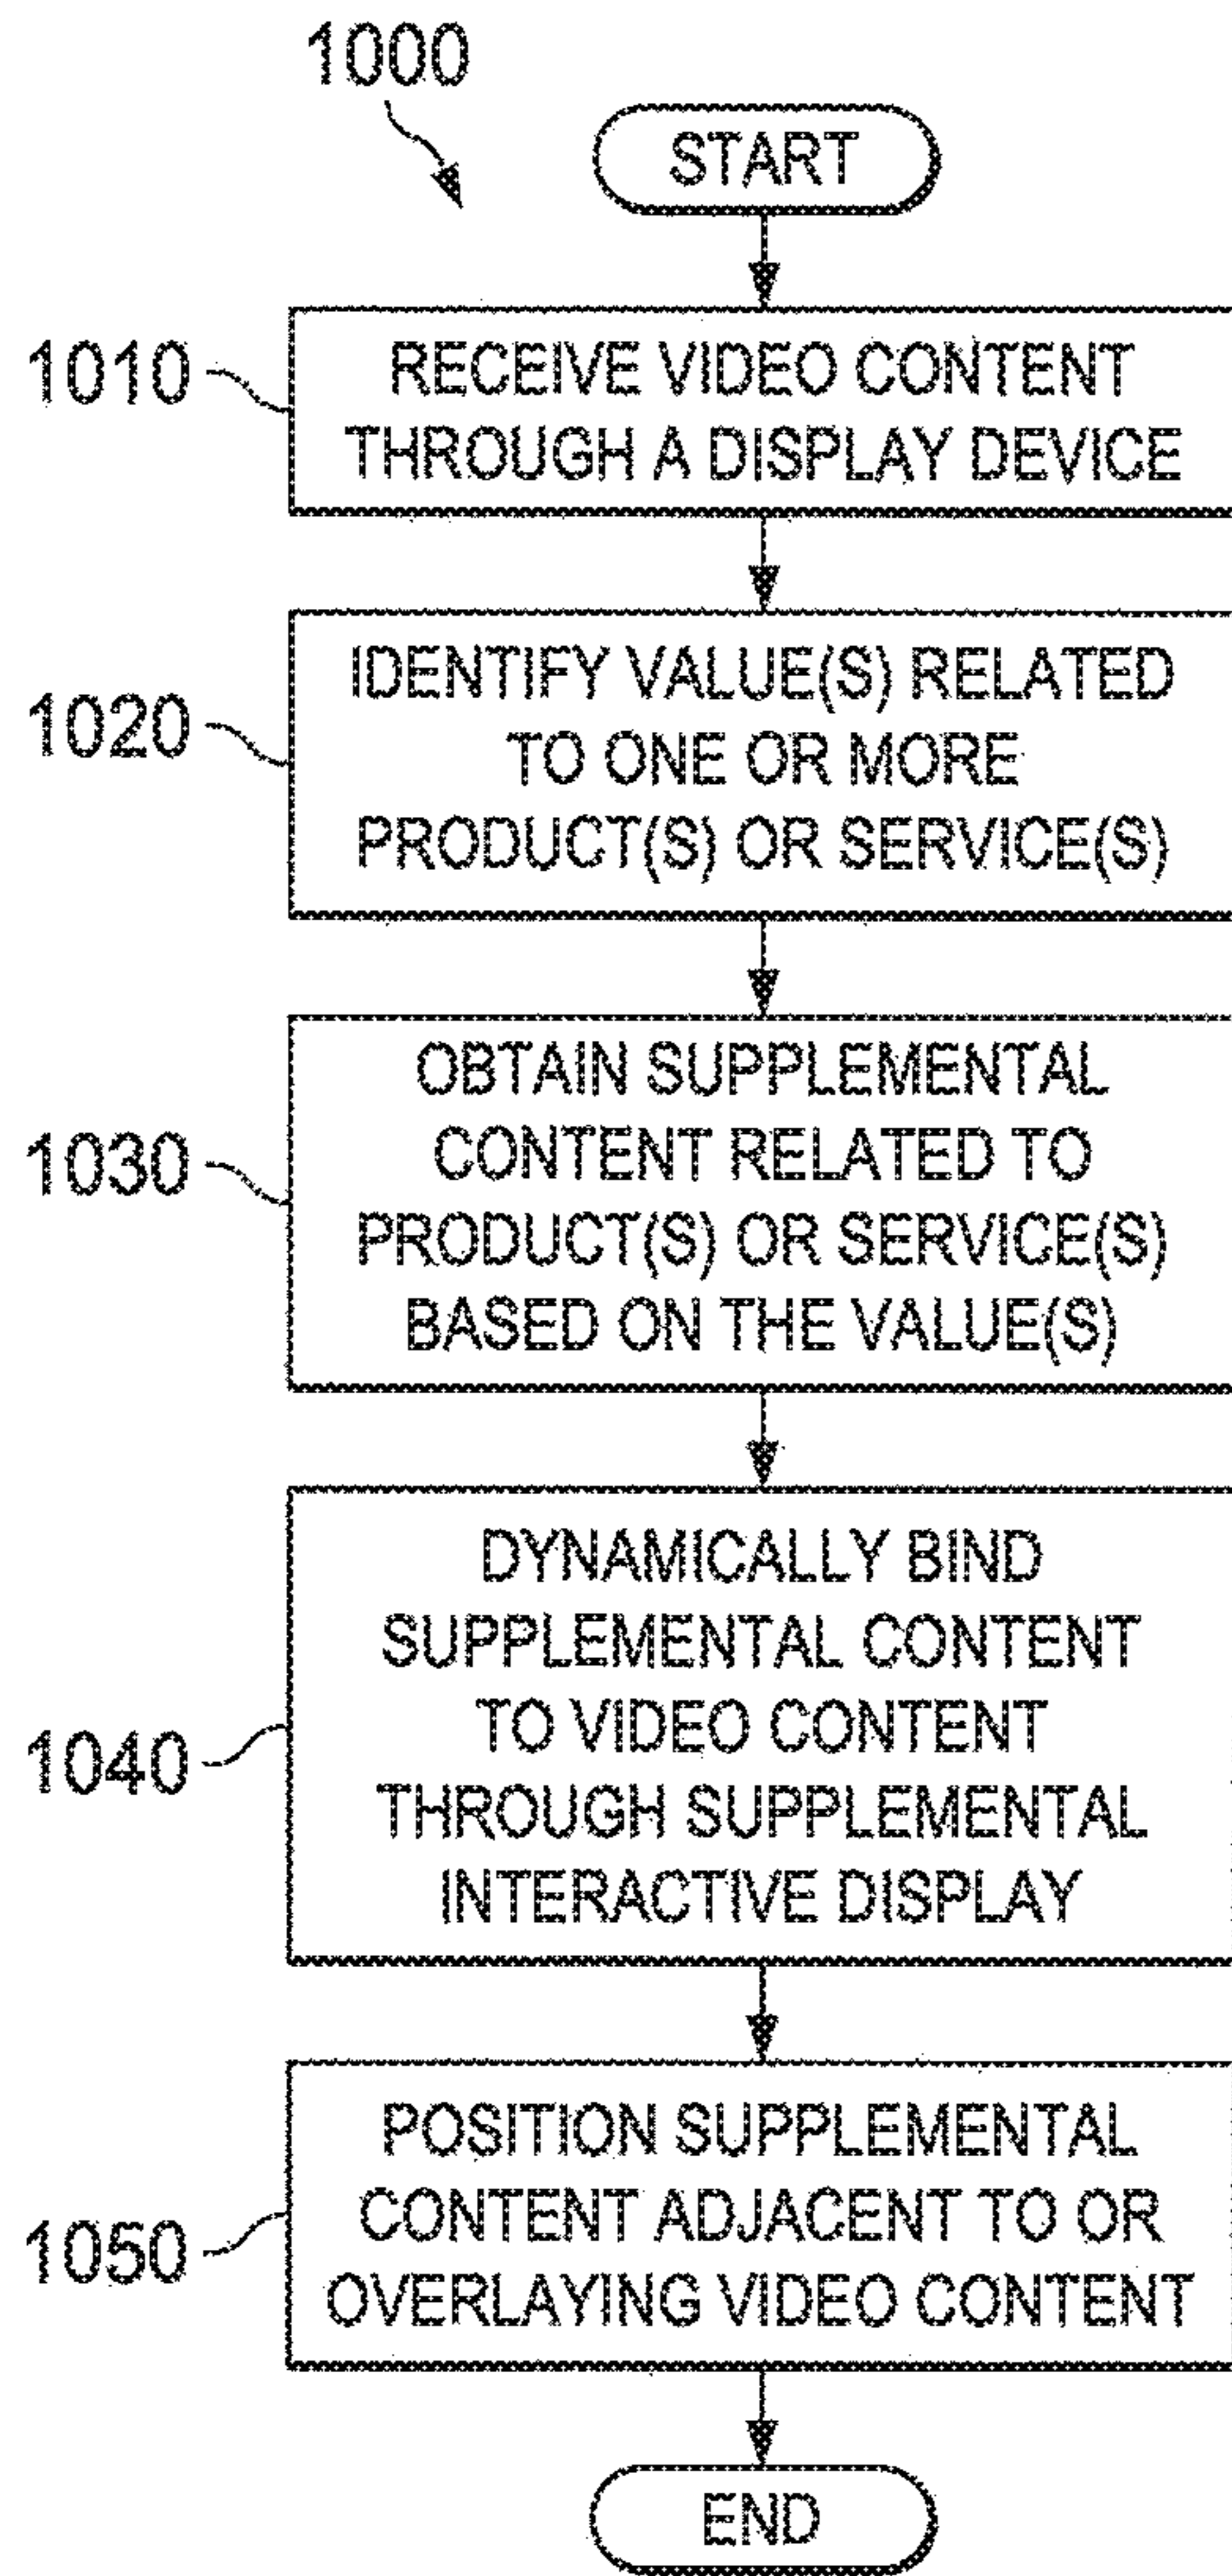 1000
START
1010
RECEIVE VIDEO CONTENT
THROUGH A DISPLAY DEVICE
1020
IDENTIFY VALUE(S) RELATED
TO ONE OR MORE
PRODUCT(S) OR SERVICE(S)
1030
OBTAIN SUPPLEMENTAL
CONTENT RELATED TO
PRODUCT(S) OR SERVICE(S)
BASED ON THE VALUE(S)
1040
DYNAMICALLY BIND
SUPPLEMENTAL CONTENT
TO VIDEO CONTENT
THROUGH SUPPLEMENTAL
INTERACTIVE DISPLAY
1050
POSITION SUPPLEMENTAL
CONTENT ADJACENT TO OR
OVERLAYING VIDEO CONTENT
END